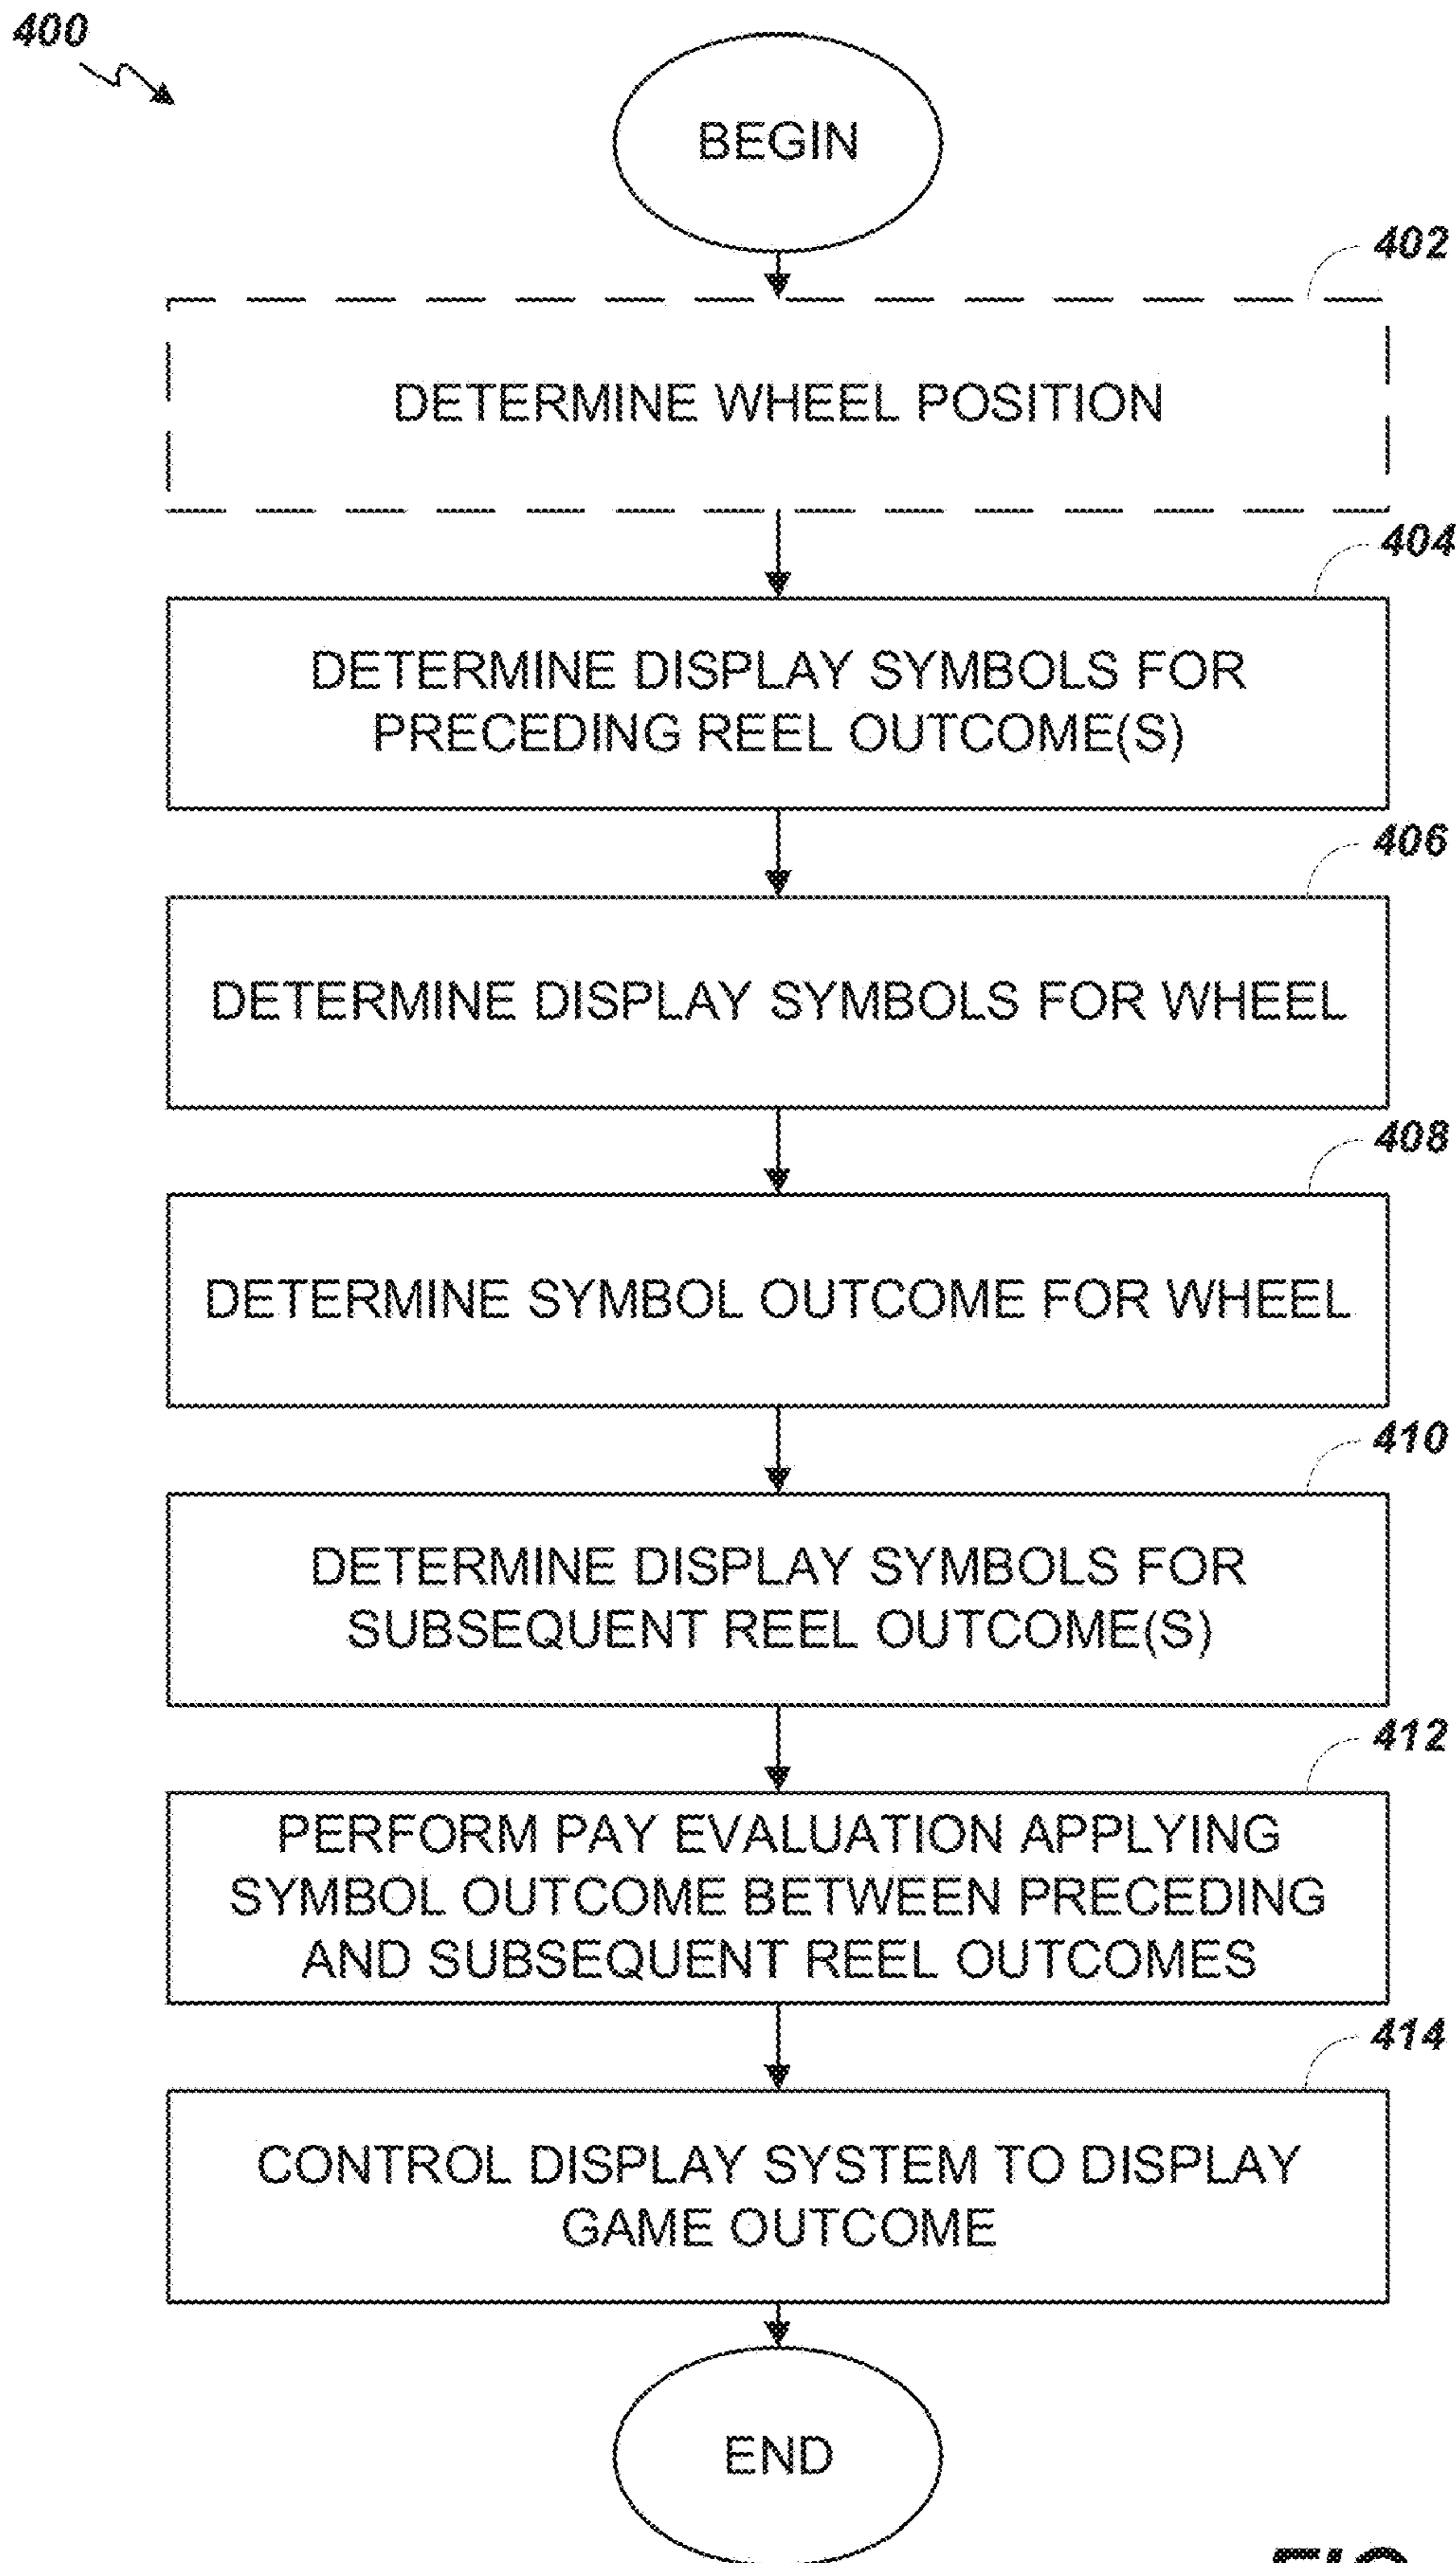 400
BEGIN
402
DETERMINE WHEEL POSITION
404
DETERMINE DISPLAY SYMBOLS FOR
PRECEDING REEL OUTCOME(S)
406
DETERMINE DISPLAY SYMBOLS FOR WHEEL
408
DETERMINE SYMBOL OUTCOME FOR WHEEL
410
DETERMINE DISPLAY SYMBOLS FOR
SUBSEQUENT REEL OUTCOME(S)
412
PERFORM PAY EVALUATION APPLYING
SYMBOL OUTCOME BETWEEN PRECEDING
AND SUBSEQUENT REEL OUTCOMES
414
CONTROL DISPLAY SYSTEM TO DISPLAY
GAME OUTCOME
END